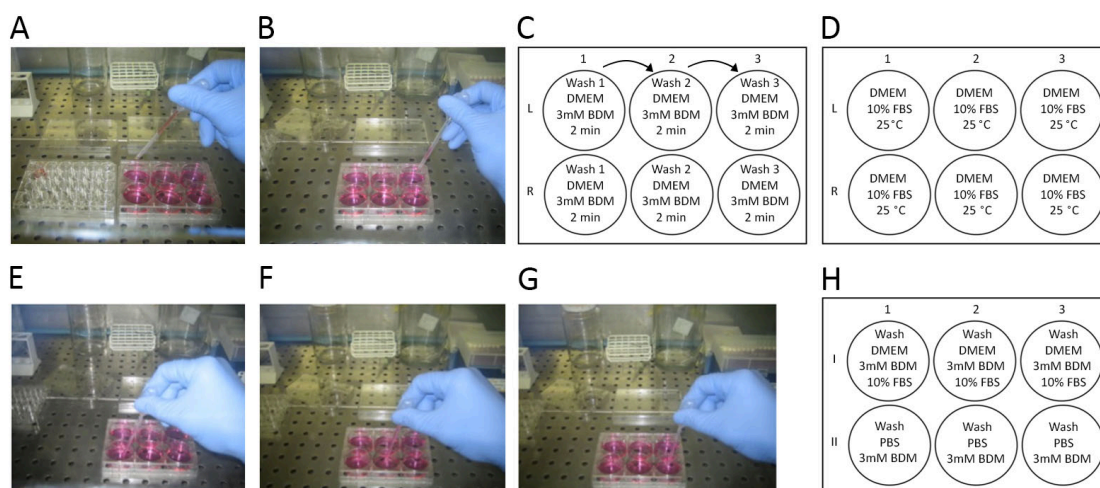 A
B
C
D
1 2 3
L
Wash 1
DMEM
3mM BDM
2 min
Wash 2
DMEM
3mM BDM
2 min
Wash 3
DMEM
3mM BDM
2 min
R
Wash 1
DMEM
3mM BDM
2 min
Wash 2
DMEM
3mM BDM
2 min
Wash 3
DMEM
3mM BDM
2 min
1 2 3
L
DMEM
10% FBS
25 °C
DMEM
10% FBS
25 °C
DMEM
10% FBS
25 °C
R
DMEM
10% FBS
25 °C
DMEM
10% FBS
25 °C
DMEM
10% FBS
25 °C
E
F
G
H
1 2 3
I
Wash
DMEM
3mM BDM
10% FBS
Wash
DMEM
3mM BDM
10% FBS
Wash
DMEM
3mM BDM
10% FBS
II
Wash
PBS
3mM BDM
Wash
PBS
3mM BDM
Wash
PBS
3mM BDM